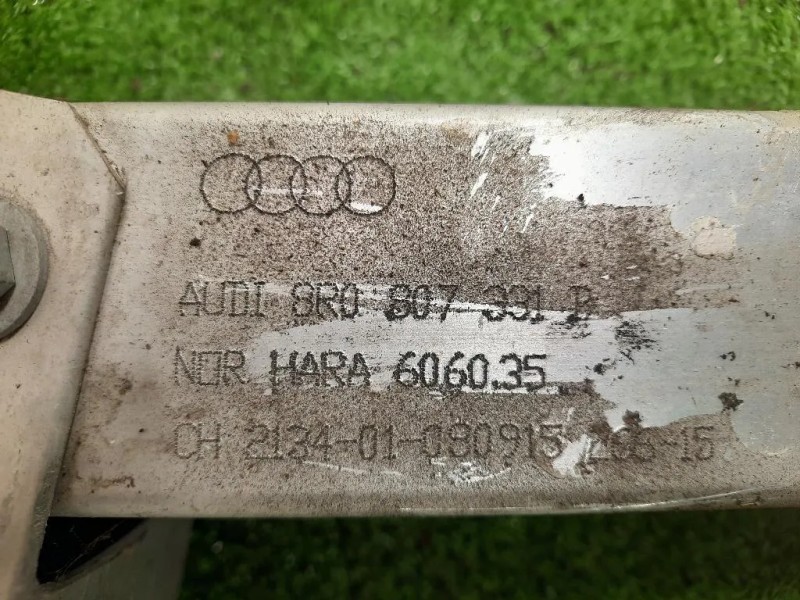 AUDI 8R0 807 331 B
NOR HARA 6060.35
CH 2134-01-080915